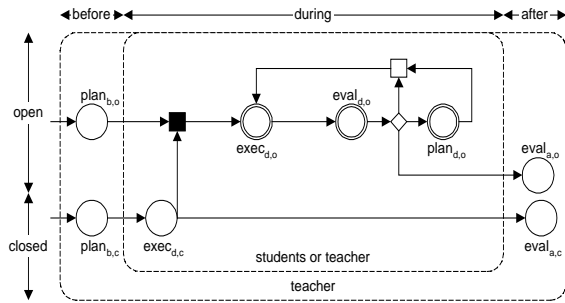 before
during
after
open
closed
plan_b,o
exec_d,o
eval_d,o
plan_d,o
eval_a,o
plan_b,c
exec_d,c
eval_a,c
students or teacher
teacher